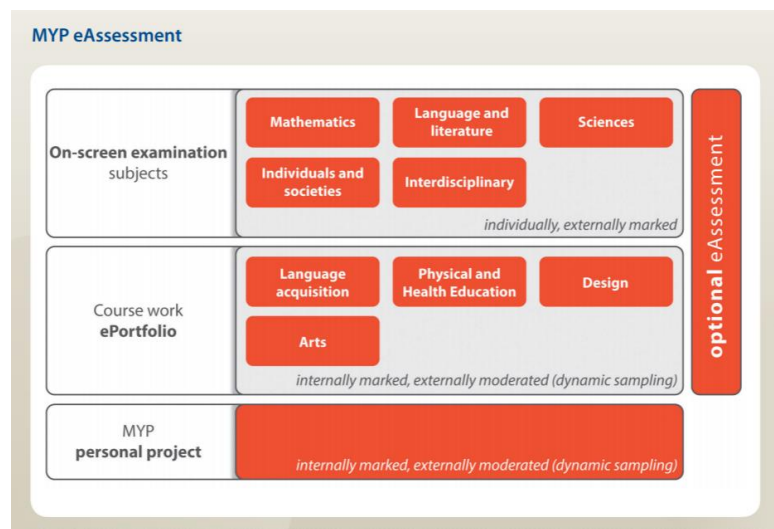 MYP eAssessment
On-screen examination
subjects
Mathematics
Language and
literature
Sciences
Individuals and
societies
Interdisciplinary
individually, externally marked
Course work
ePortfolio
Language
acquisition
Physical and
Health Education
Design
Arts
internally marked, externally moderated (dynamic sampling)
MYP
personal project
internally marked, externally moderated (dynamic sampling)
optional eAssessment